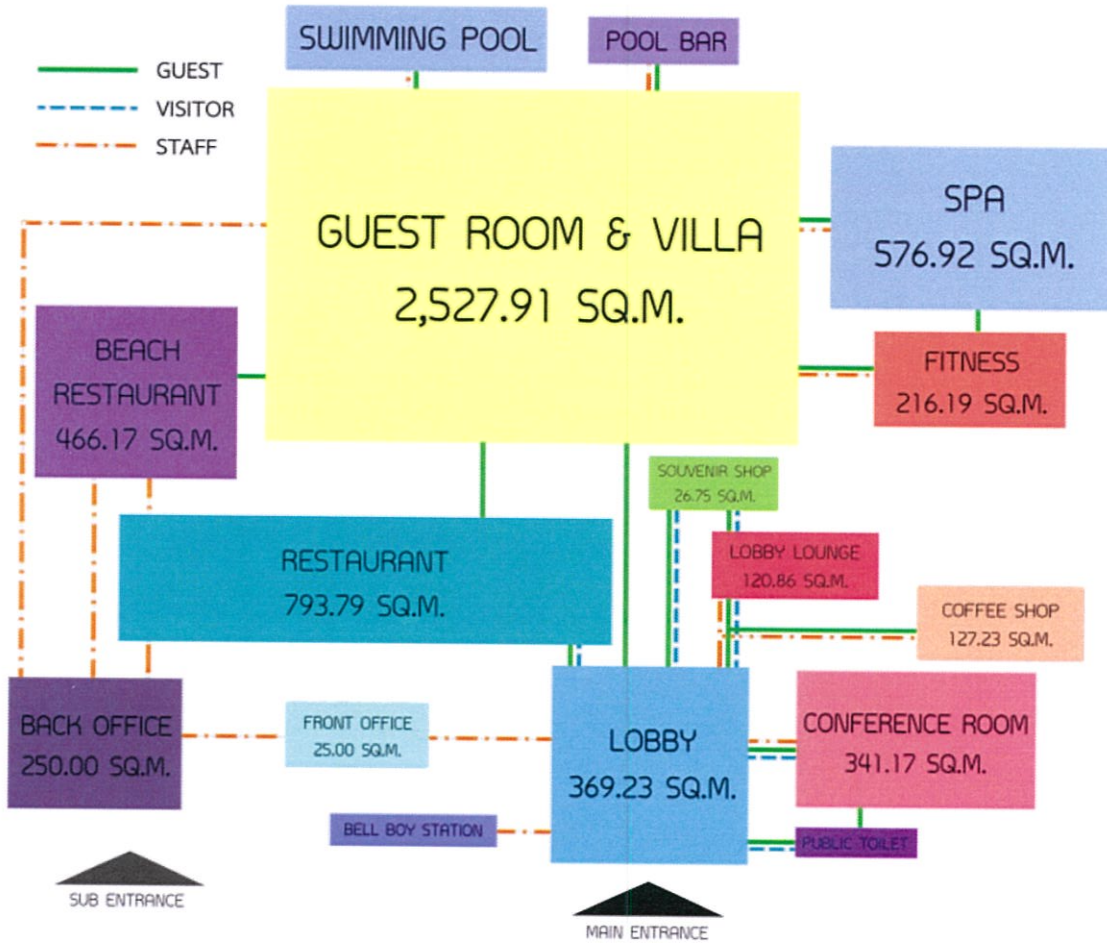 SWIMMING POOL
POOL BAR
GUEST
VISITOR
STAFF
GUEST ROOM & VILLA
2,527.91 SQ.M.
SPA
576.92 SQ.M.
BEACH
RESTAURANT
466.17 SQ.M.
FITNESS
216.19 SQ.M.
SOUVENIR SHOP
26.75 SQ.M.
RESTAURANT
793.79 SQ.M.
LOBBY LOUNGE
120.86 SQ.M.
COFFEE SHOP
127.23 SQ.M.
BACK OFFICE
250.00 SQ.M.
FRONT OFFICE
25.00 SQ.M.
LOBBY
369.23 SQ.M.
CONFERENCE ROOM
341.17 SQ.M.
BELL BOY STATION
PUBLIC TOILET
SUB ENTRANCE
MAIN ENTRANCE